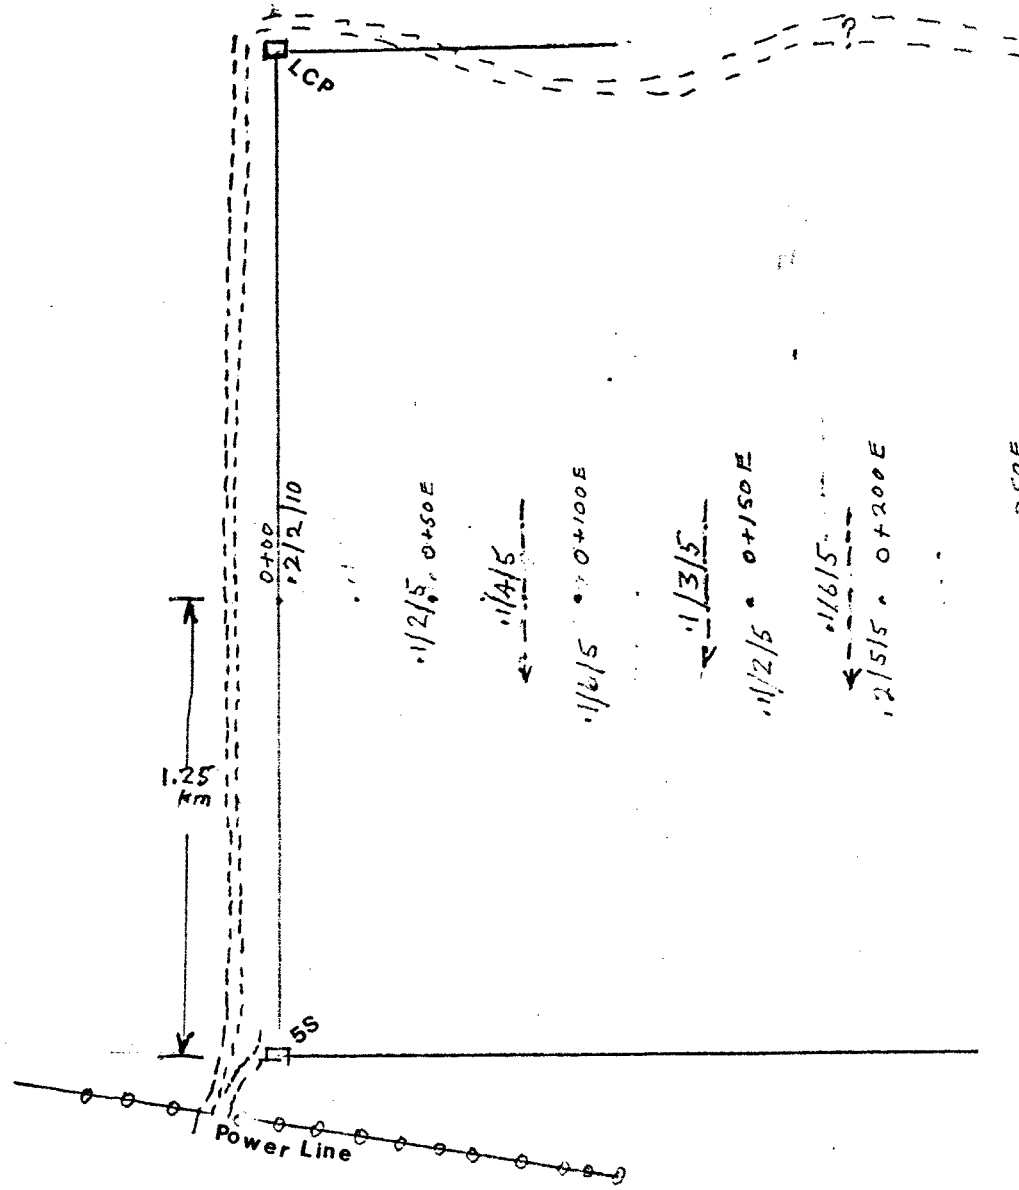 ?
LCP
0+00
.2/2/10
.1/2/5
0+50E
.1/4/5
.1/6/5
0+100E
.1/3/5
.1/2/5
0+150E
.1/6/5
.2/5/5
0+200E
1.25
km
5S
Power Line